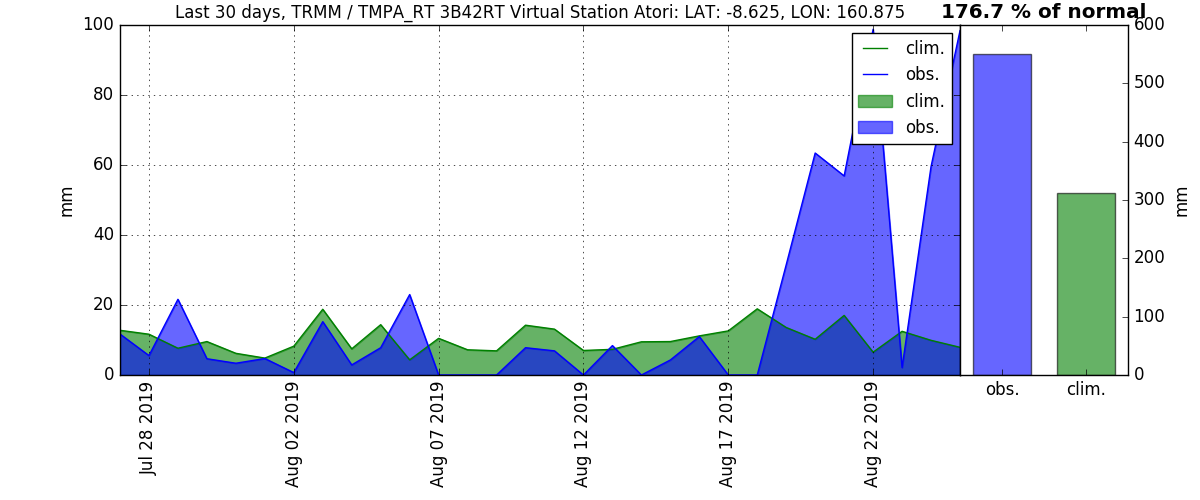 Last 30 days, TRMM / TMPA_RT 3B42RT Virtual Station Atori: LAT: -8.625, LON: 160.875
176.7 % of normal
100
80
60
40
20
0
mm
clim.
obs.
clim.
obs.
600
500
400
300
200
100
0
mm
Jul 28 2019
Aug 02 2019
Aug 07 2019
Aug 12 2019
Aug 17 2019
Aug 22 2019
obs.
clim.